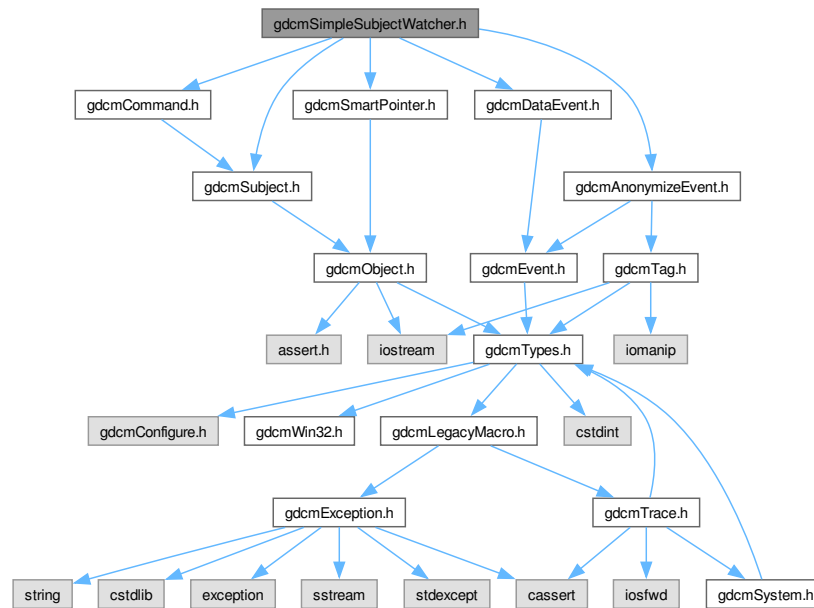 gdcmSimpleSubjectWatcher.h
gdcmCommand.h
gdcmSmartPointer.h
gdcmDataEvent.h
gdcmSubject.h
gdcmAnonymizeEvent.h
gdcmObject.h
gdcmEvent.h
gdcmTag.h
assert.h
iostream
gdcmTypes.h
iomanip
gdcmConfigure.h
gdcmWin32.h
gdcmLegacyMacro.h
cstdint
gdcmException.h
gdcmTrace.h
string
cstdlib
exception
sstream
stdexcept
cassert
iosfwd
gdcmSystem.h